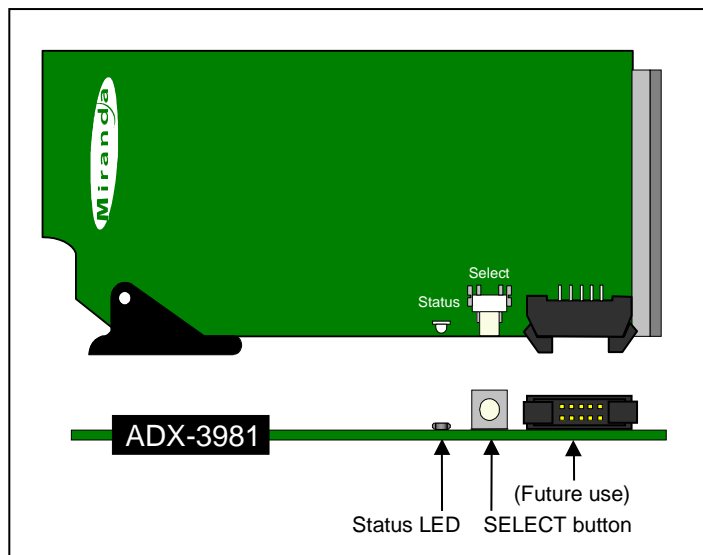 Miranda
Select
Status
ADX-3981
(Future use)
Status LED
SELECT button